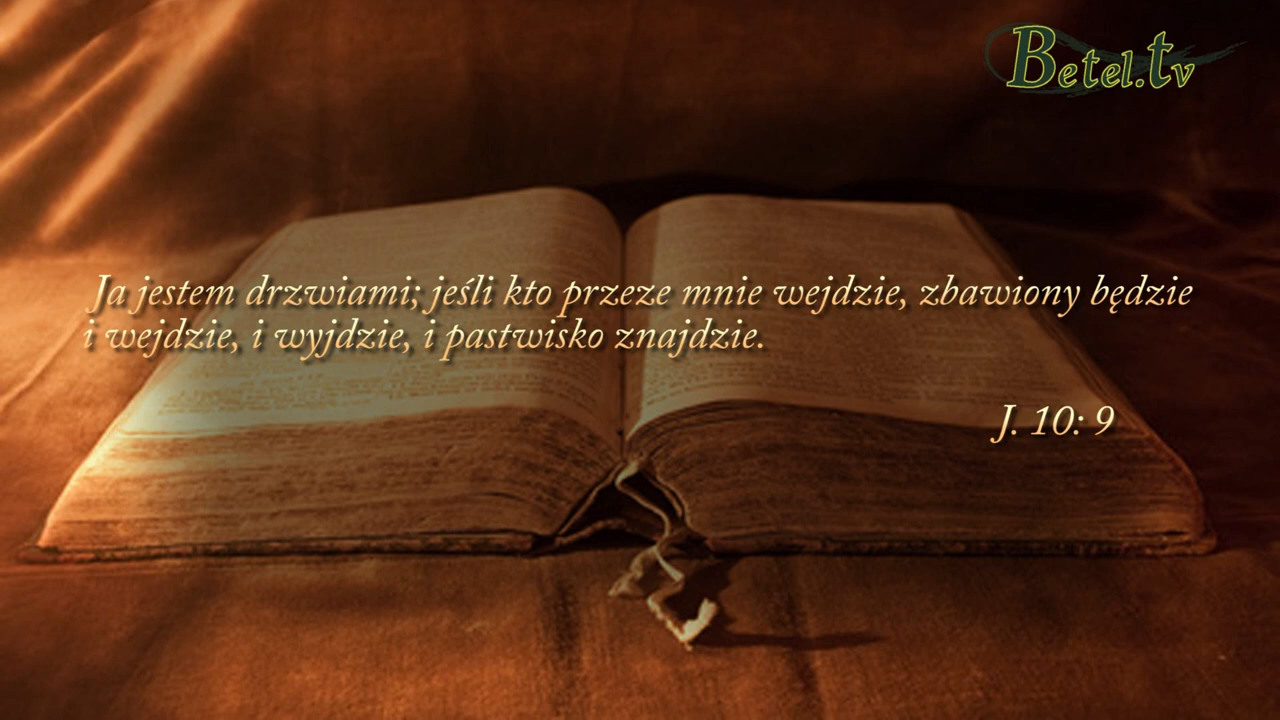 Betel.tv
Ja jestem drzwiami; jeśli kto przeze mnie wejdzie, zbawiony będzie
i wejdzie, i wyjdzie, i pastwisko znajdzie.
J. 10: 9